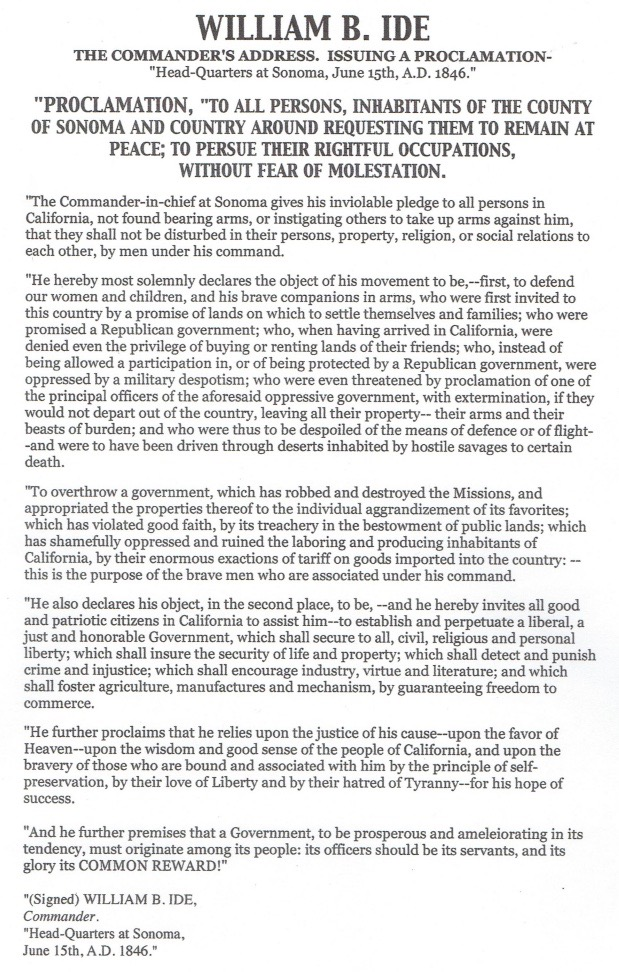 WILLIAM B. IDE
THE COMMANDER'S ADDRESS. ISSUING A PROCLAMATION-
"Head-Quarters at Sonoma, June 15th, A.D. 1846."
"PROCLAMATION, "TO ALL PERSONS, INHABITANTS OF THE COUNTY
OF SONOMA AND COUNTRY AROUND REQUESTING THEM TO REMAIN AT
PEACE; TO PERSUE THEIR RIGHTFUL OCCUPATIONS,
WITHOUT FEAR OF MOLESTATION.
"The Commander-in-chief at Sonoma gives his inviolable pledge to all persons in
California, not found bearing arms, or instigating others to take up arms against him,
that they shall not be disturbed in their persons, property, religion, or social relations to
each other, by men under his command.
"He hereby most solemnly declares the object of his movement to be,--first, to defend
our women and children, and his brave companions in arms, who were first invited to
this country by a promise of lands on which to settle themselves and families; who were
promised a Republican government; who, when having arrived in California, were
denied even the privilege of buying or renting lands of their friends; who, instead of
being allowed a participation in, or of being protected by a Republican government, were
oppressed by a military despotism; who were even threatened by proclamation of one of
the principal officers of the aforesaid oppressive government, with extermination, if they
would not depart out of the country, leaving all their property-- their arms and their
beasts of burden; and who were thus to be despoiled of the means of defence or of flight-
-and were to have been driven through deserts inhabited by hostile savages to certain
death.
"To overthrow a government, which has robbed and destroyed the Missions, and
appropriated the properties thereof to the individual aggrandizement of its favorites;
which has violated good faith, by its treachery in the bestowment of public lands; which
has shamefully oppressed and ruined the laboring and producing inhabitants of
California, by their enormous exactions of tariff on goods imported into the country: --
this is the purpose of the brave men who are associated under his command.
"He also declares his object, in the second place, to be, --and he hereby invites all good
and patriotic citizens in California to assist him--to establish and perpetuate a liberal, a
just and honorable Government, which shall secure to all, civil, religious and personal
liberty; which shall insure the security of life and property; which shall detect and punish
crime and injustice; which shall encourage industry, virtue and literature; and which
shall foster agriculture, manufactures and mechanism, by guaranteeing freedom to
commerce.
"He further proclaims that he relies upon the justice of his cause--upon the favor of
Heaven--upon the wisdom and good sense of the people of California, and upon the
bravery of those who are bound and associated with him by the principle of self-
preservation, by their love of Liberty and by their hatred of Tyranny--for his hope of
success.
"And he further premises that a Government, to be prosperous and ameleiorating in its
tendency, must originate among its people: its officers should be its servants, and its
glory its COMMON REWARD!"
"(Signed) WILLIAM B. IDE,
Commander.
"Head-Quarters at Sonoma,
June 15th, A.D. 1846."